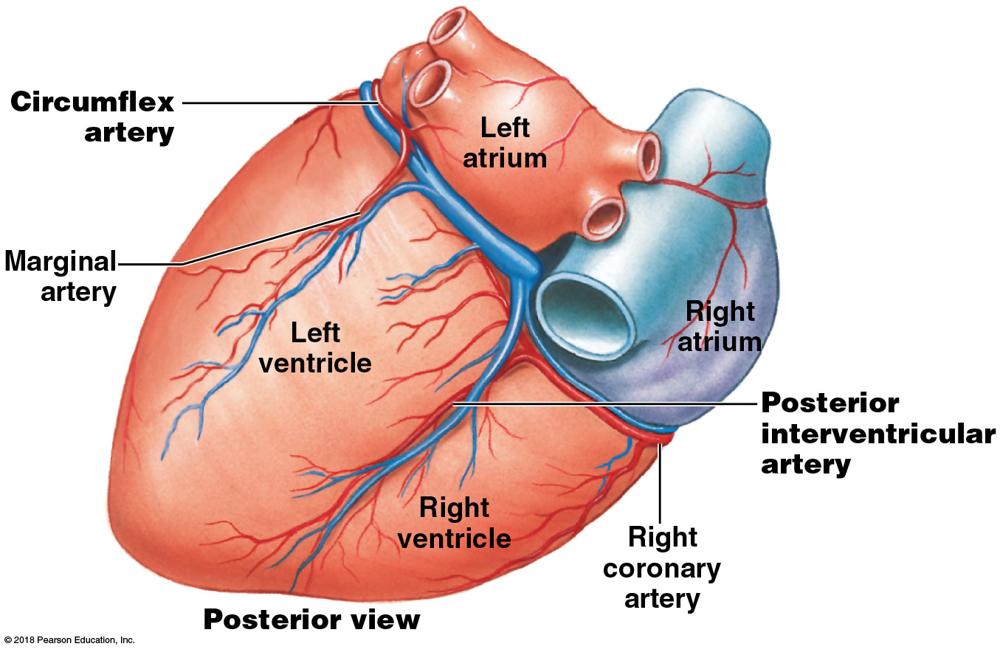 Circumflex
artery
Left
atrium
Marginal
artery
Left
ventricle
Right
atrium
Posterior
interventricular
artery
Right
ventricle
Right
coronary
artery
Posterior view
© 2018 Pearson Education, Inc.